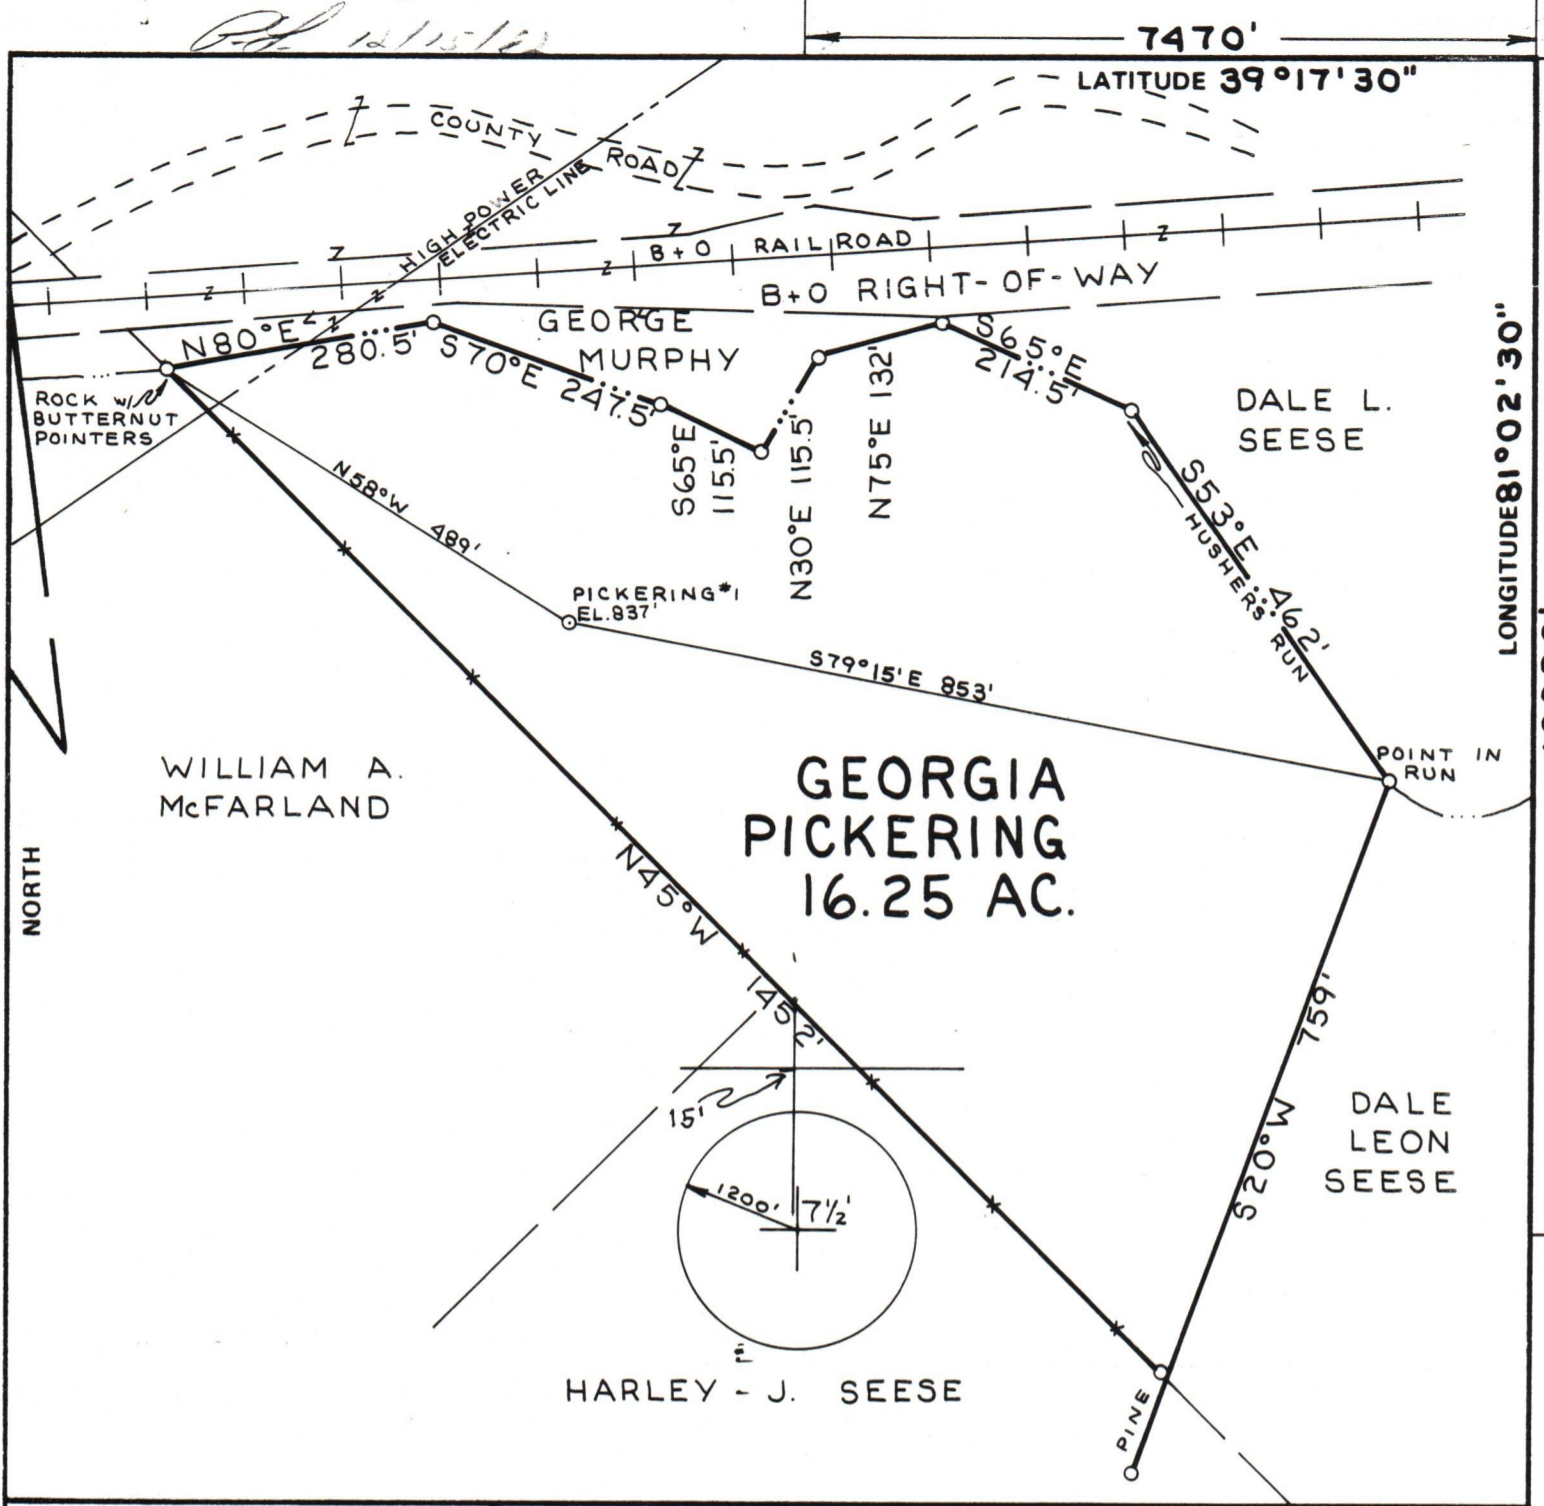 12/15/82
7470'
LATITUDE 39°17'30"
COUNTY ROAD
HIGH POWER
ELECTRIC LINE
B+O RAILROAD
B+O RIGHT-OF-WAY
N80°E
280.5'
S70°E 247.5'
GEORGE
MURPHY
S65°E
115.5'
N30°E 115.5'
N75°E 132'
S65°E
214.5'
DALE L.
SEESE
LONGITUDE 81°02'30"
ROCK W/
BUTTERNUT
POINTERS
N58°W 489'
S53°E 462'
HUSHERS RUN
PICKERING #1
EL.837'
S79°15'E 853'
POINT IN
RUN
WILLIAM A.
McFARLAND
GEORGIA
PICKERING
16.25 AC.
NORTH
N45°W 1452'
S20°W 759'
15'
1200'
7½'
DALE
LEON
SEESE
HARLEY - J. SEESE
PINE